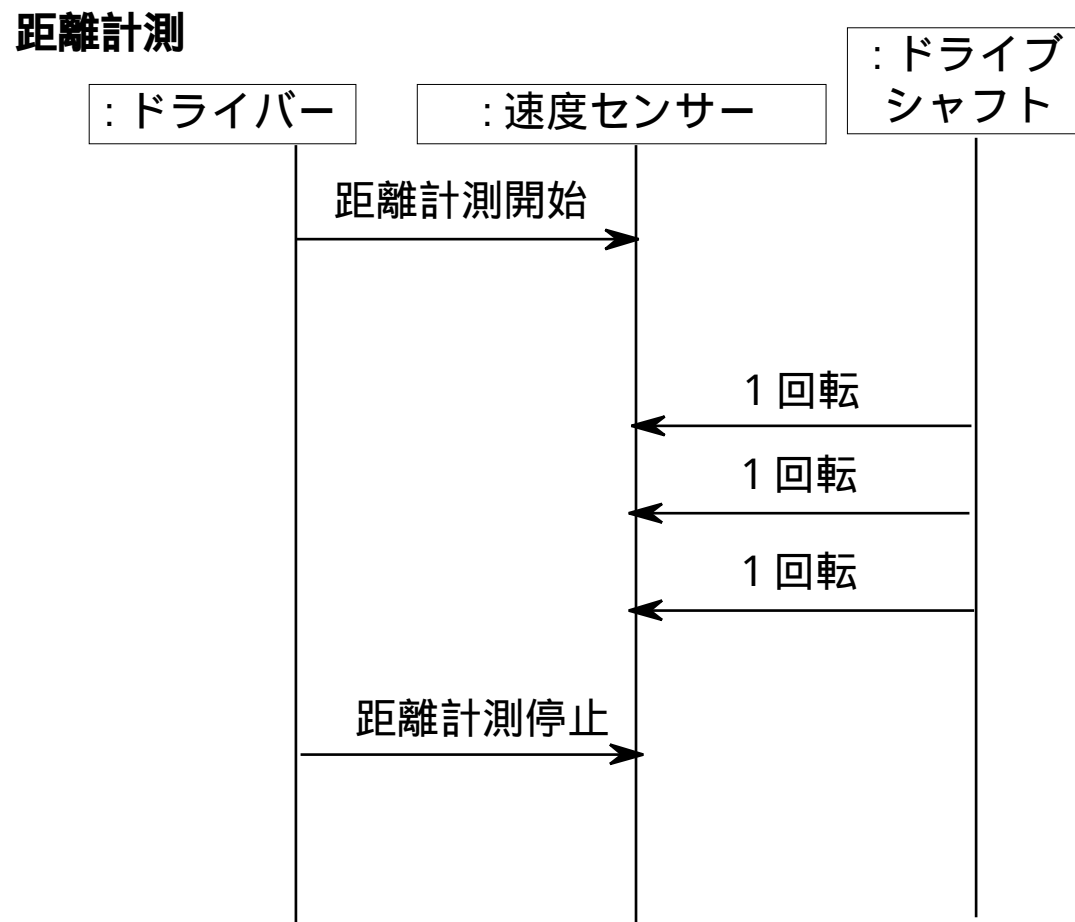 距離計測
: ドライバー
: 速度センサー
: ドライブ
シャフト
距離計測開始
1 回転
1 回転
1 回転
距離計測停止